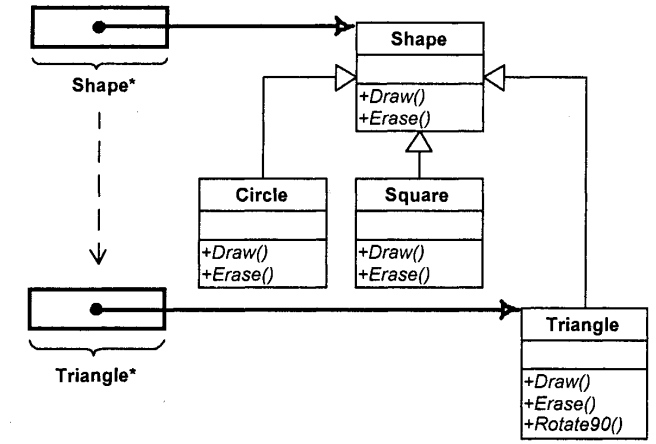 Shape
Shape*
+Draw()
+Erase()
Circle
+Draw()
+Erase()
Square
+Draw()
+Erase()
Triangle*
Triangle
+Draw()
+Erase()
+Rotate90()